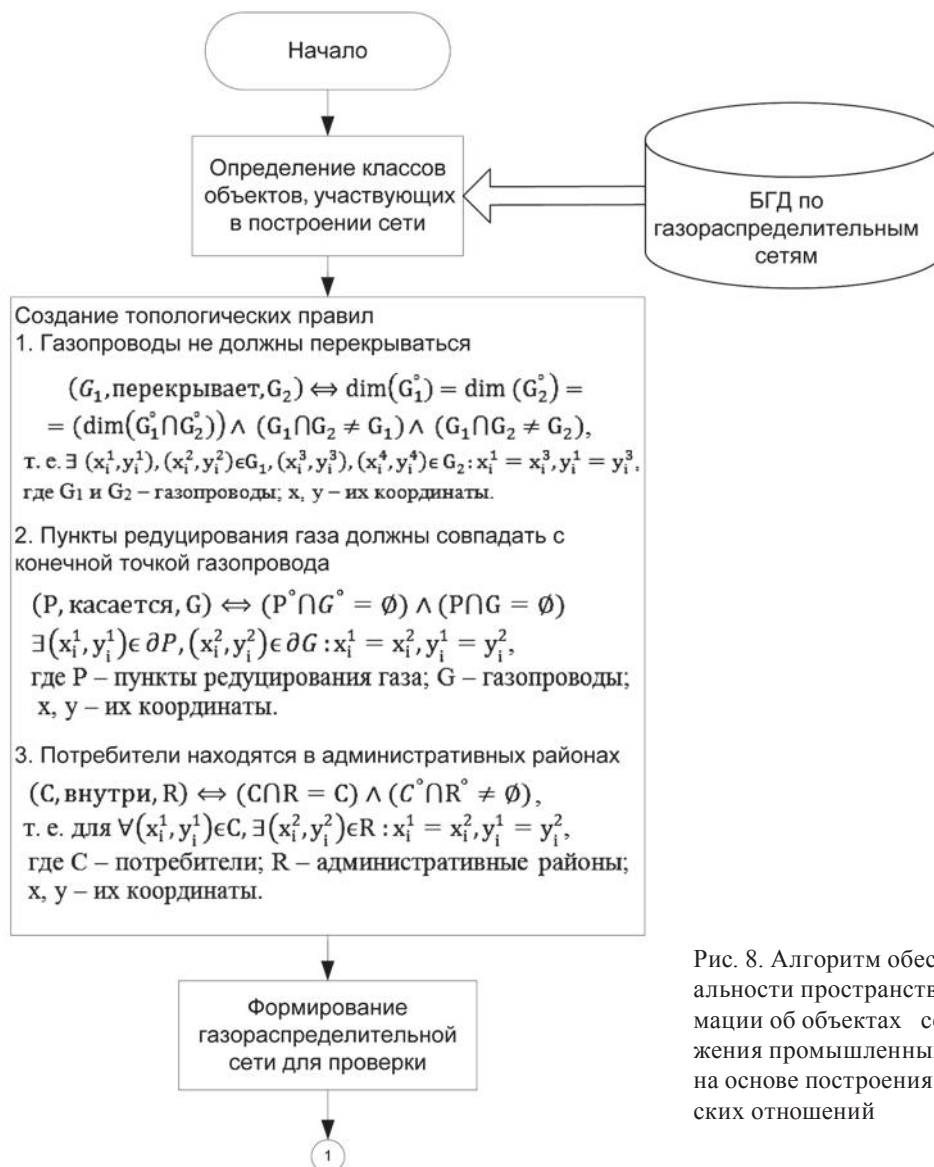 Начало
Определение классов
объектов, участвующих
в построении сети
БГД по
газораспределительным
сетям
Создание топологических правил
1. Газопроводы не должны перекрываться
(G₁,перекрывает,G₂) ⇔ dim(G₁°) = dim (G₂°) =
= (dim(G₁°⋂G₂°)) ∧ (G₁⋂G₂ ≠ G₁) ∧ (G₁⋂G₂ ≠ G₂),
т. е. ∃ (xᵢ¹,yᵢ¹), (xᵢ²,yᵢ²)ϵG₁, (xᵢ³,yᵢ³), (xᵢ⁴,yᵢ⁴)ϵ G₂: xᵢ¹ = xᵢ³, yᵢ¹ = yᵢ³,
где G₁ и G₂ – газопроводы; x, y – их координаты.
2. Пункты редуцирования газа должны совпадать с
конечной точкой газопровода
(P, касается, G) ⇔ (P°⋂G° = ∅) ∧ (P⋂G = ∅)
∃(xᵢ¹,yᵢ¹)ϵ ∂P, (xᵢ²,yᵢ²)ϵ ∂G : xᵢ¹ = xᵢ², yᵢ¹ = yᵢ²,
где P – пункты редуцирования газа; G – газопроводы;
x, y – их координаты.
3. Потребители находятся в административных районах
(C, внутри, R) ⇔ (C⋂R = C) ∧ (C°⋂R° ≠ ∅),
т. е. для ∀(xᵢ¹,yᵢ¹)ϵC, ∃(xᵢ²,yᵢ²)ϵR : xᵢ¹ = xᵢ², yᵢ¹ = yᵢ²,
где C – потребители; R – административные районы;
x, y – их координаты.
Формирование
газораспределительной
сети для проверки
1
Рис. 8. Алгоритм обес
альности пространств
мации об объектах
жения промышленны
на основе построения
ских отношений